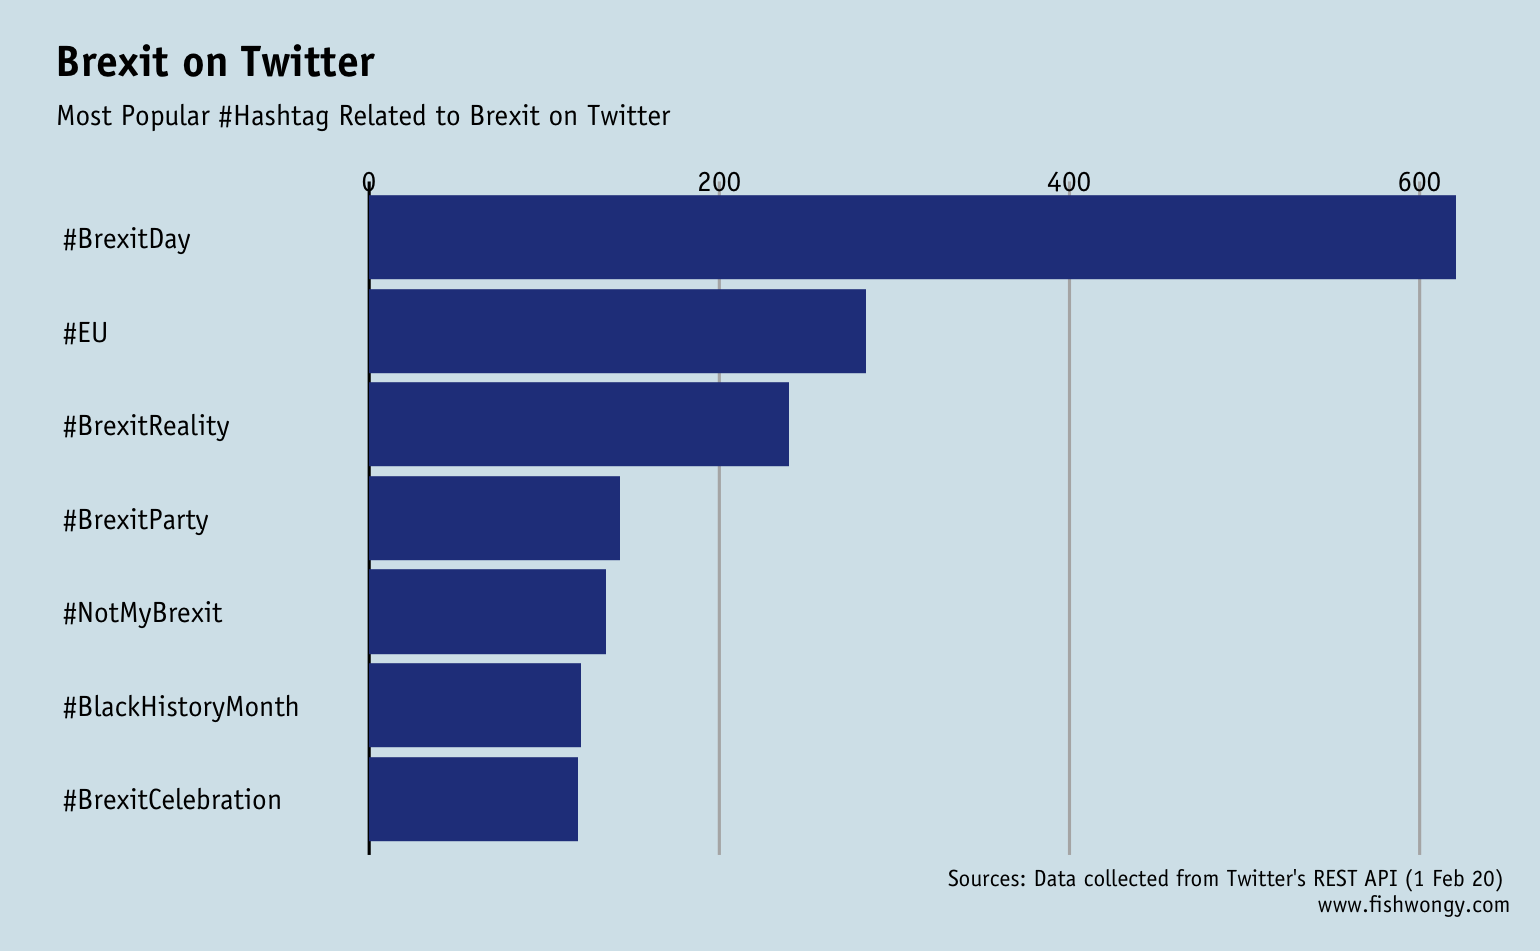 Brexit on Twitter
Most Popular #Hashtag Related to Brexit on Twitter
0 200 400 600
#BrexitDay
#EU
#BrexitReality
#BrexitParty
#NotMyBrexit
#BlackHistoryMonth
#BrexitCelebration
Sources: Data collected from Twitter's REST API (1 Feb 20)
www.fishwongy.com